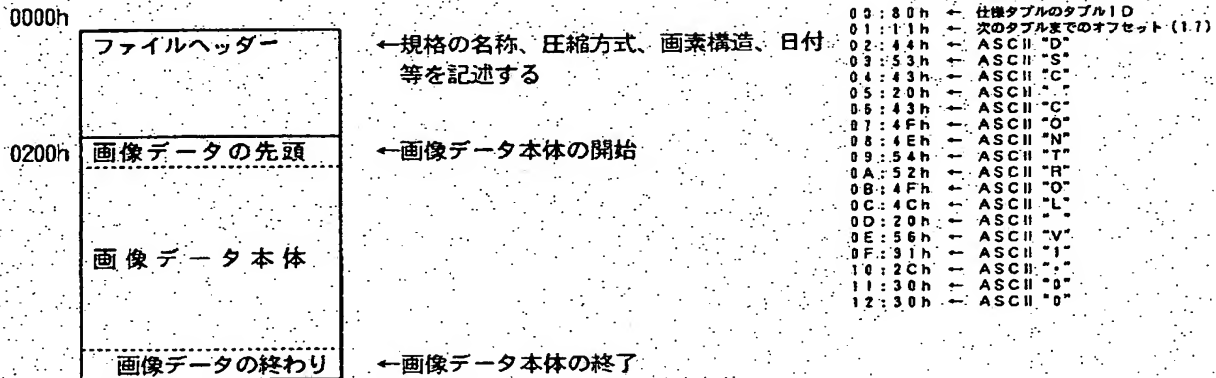 0000h
ファイルヘッダー
←規格の名称、圧縮方式、画素構造、日付
等を記述する
0200h
画像データの先頭
←画像データ本体の開始
画像データ本体
画像データの終わり
←画像データ本体の終了
00:80h ← 仕様タプルのタプルID
01:11h ← 次のタプルまでのオフセット(17)
02:44h ← ASCII "D"
03:53h ← ASCII "S"
04:43h ← ASCII "C"
05:20h ← ASCII " "
06:43h ← ASCII "C"
07:4Fh ← ASCII "O"
08:4Eh ← ASCII "N"
09:54h ← ASCII "T"
0A:52h ← ASCII "R"
0B:4Fh ← ASCII "O"
0C:4Ch ← ASCII "L"
0D:20h ← ASCII " "
0E:56h ← ASCII "V"
0F:31h ← ASCII "1"
10:2Ch ← ASCII "."
11:30h ← ASCII "0"
12:30h ← ASCII "0"